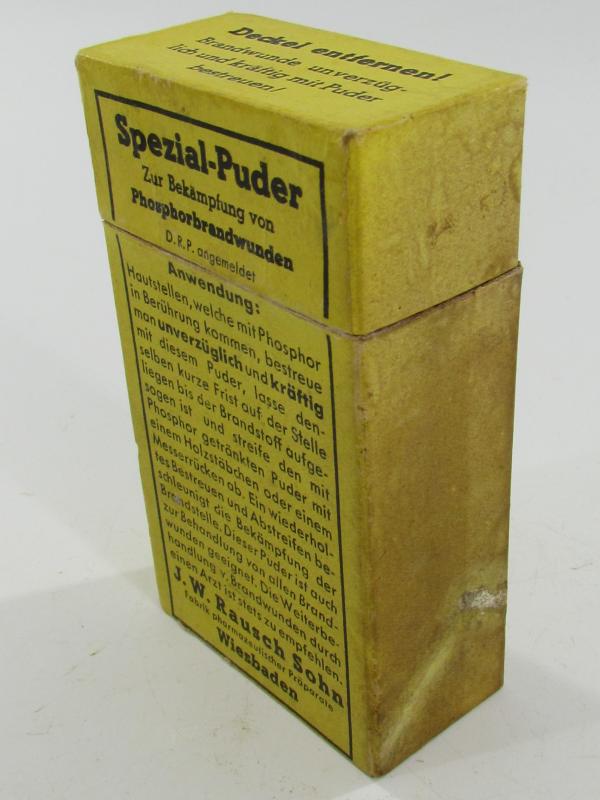 Deckel entfernen!
Brandwunde unverzüg-
lich und kräftig mit Puder
bestreuen!
Spezial-Puder
Zur Bekämpfung von
Phosphorbrandwunden
D.R.P. angemeldet
Anwendung:
Hautstellen, welche mit Phosphor
in Berührung kommen, bestreue
man unverzüglich und kräftig
mit diesem Puder, lasse den-
selben kurze Frist auf der Stelle
liegen bis der Brandstoff aufge-
sogen ist und streife den mit
Phosphor getränkten Puder mit
einem Holzstäbchen oder einem
Messerrücken ab. Ein wiederhol-
tes Bestreuen und Abstreifen be-
schleunigt die Bekämpfung der
Brandstelle. Dieser Puder ist auch
zur Behandlung von allen Brand-
wunden geeignet. Die Weiterbe-
handlung v. Brandwunden durch
einen Arzt ist stets zu empfehlen.
J. W. Rausch Sohn
Fabrik pharmazeutischer Präparate
Wiesbaden